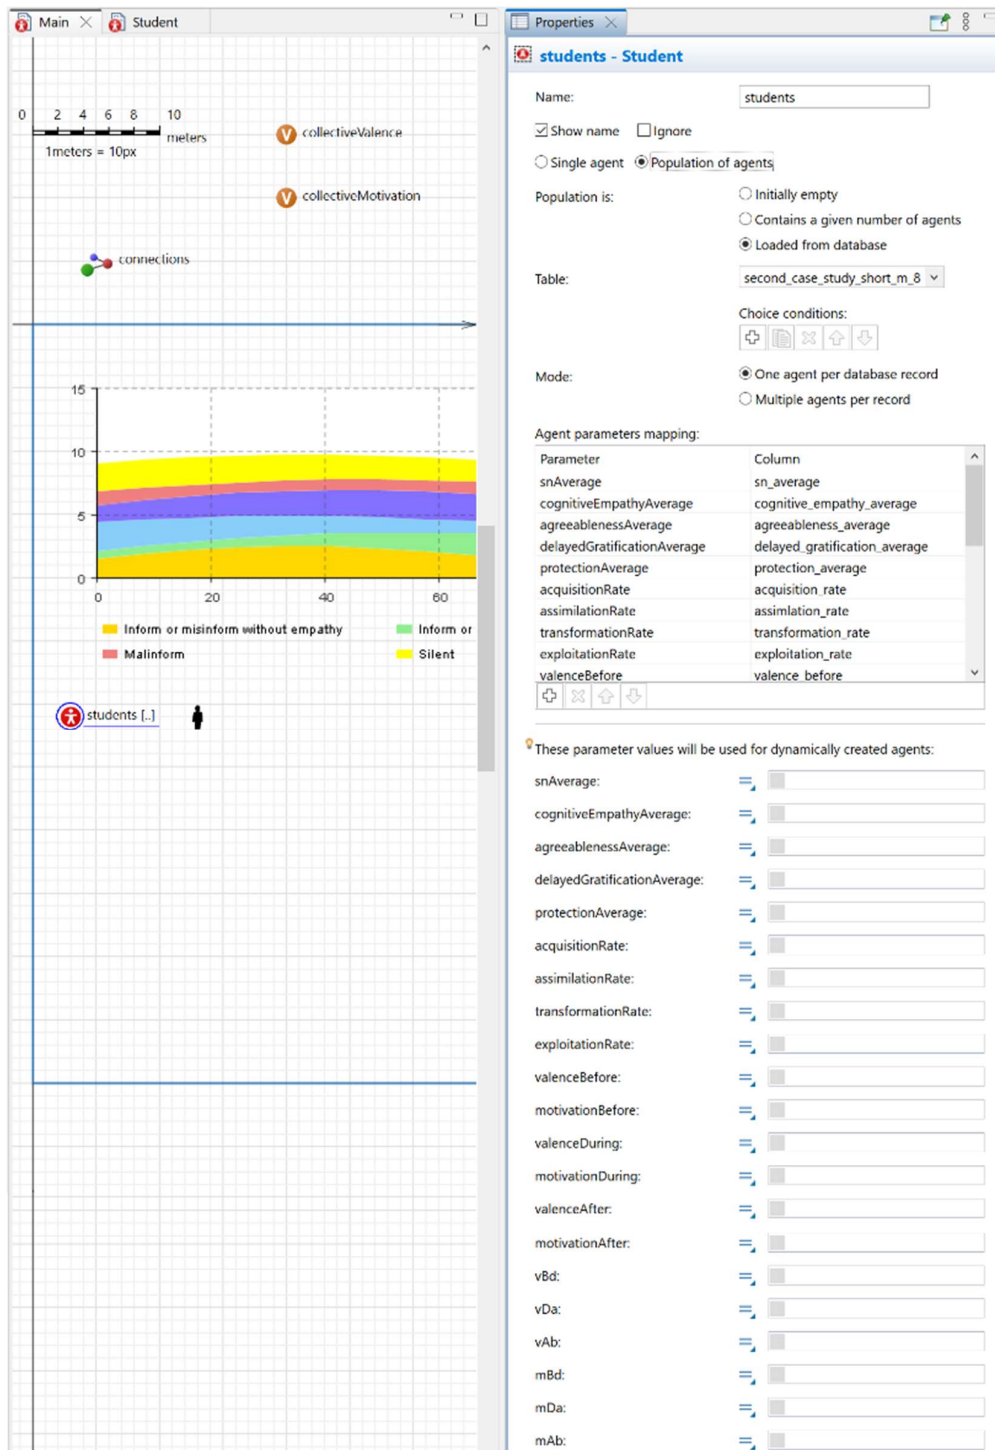 Main
Student
0 2 4 6 8 10
meters
1meters = 10px
collectiveValence
collectiveMotivation
connections
15
10
5
0
0 20 40 60
Inform or misinform without empathy
Inform or
Malinform
Silent
students [..]
Properties
students - Student
Name: students
Show name Ignore
Single agent Population of agents
Population is: Initially empty
Contains a given number of agents
Loaded from database
Table: second_case_study_short_m_8
Choice conditions:
Mode: One agent per database record
Multiple agents per record
Agent parameters mapping:
Parameter Column
snAverage sn_average
cognitiveEmpathyAverage cognitive_empathy_average
agreeablenessAverage agreeableness_average
delayedGratificationAverage delayed_gratification_average
protectionAverage protection_average
acquisitionRate acquisition_rate
assimilationRate assimlation_rate
transformationRate transformation_rate
exploitationRate exploitation_rate
valenceBefore valence_before
These parameter values will be used for dynamically created agents:
snAverage:
cognitiveEmpathyAverage:
agreeablenessAverage:
delayedGratificationAverage:
protectionAverage:
acquisitionRate:
assimilationRate:
transformationRate:
exploitationRate:
valenceBefore:
motivationBefore:
valenceDuring:
motivationDuring:
valenceAfter:
motivationAfter:
vBd:
vDa:
vAb:
mBd:
mDa:
mAb: